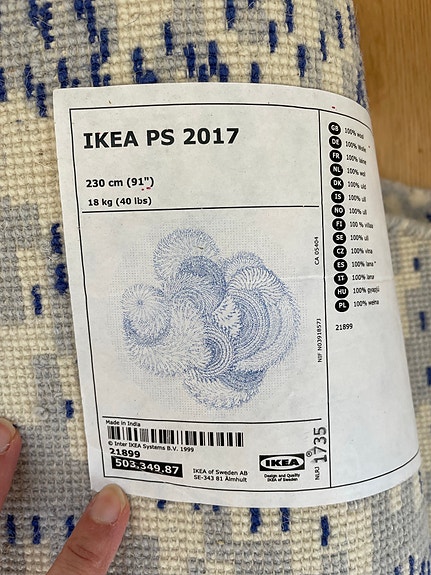 IKEA PS 2017
230 cm (91")
18 kg (40 lbs)
CA 05404
NIF N0391857J
Made in India
© Inter IKEA Systems B.V. 1999
21899
503.349.87
IKEA of Sweden AB
SE-343 81 Älmhult
IKEA®
Design and Quality
IKEA of Sweden
1735
GB 100% wool
DE 100% Wolle
FR 100% laine
NL 100% wol
DK 100% uld
IS 100% ull
NO 100% ull
FI 100 % villaa
SE 100% ull
CZ 100% vlna
ES 100% lana
IT 100% lana
HU 100% gyapjú
PL 100% wełna
21899